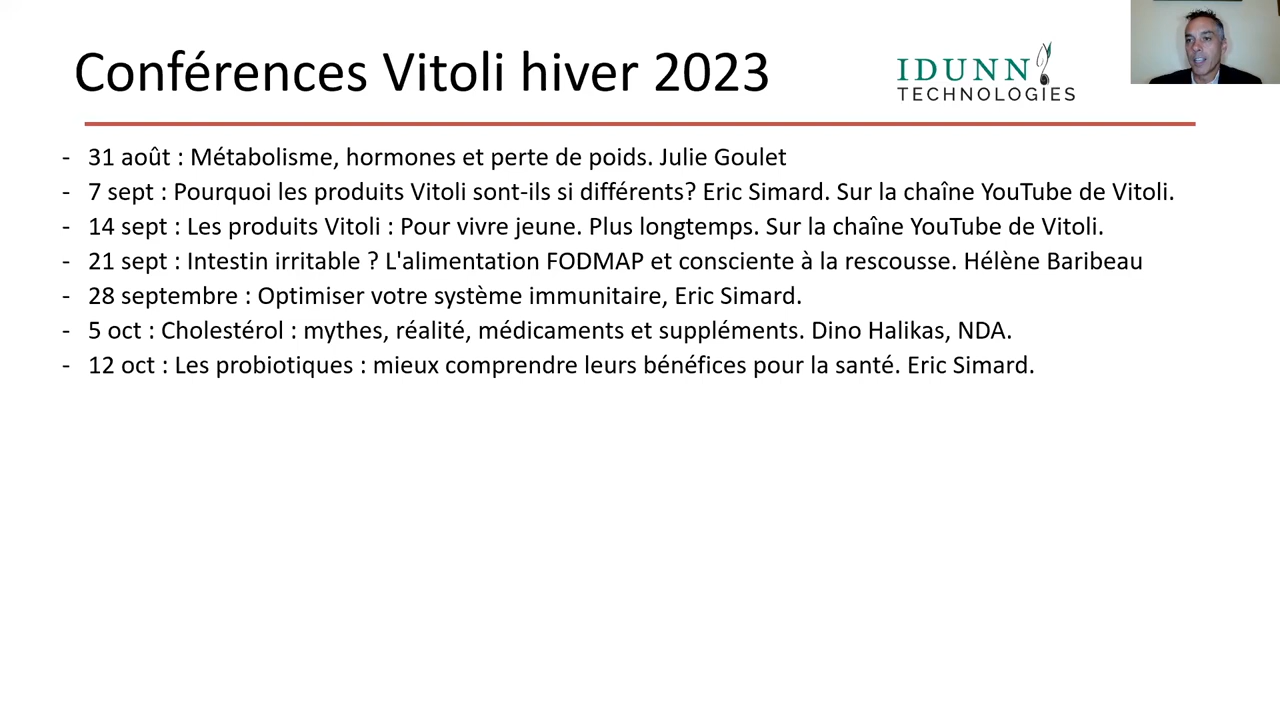 Conférences Vitoli hiver 2023
IDUNN
TECHNOLOGIES
- 31 août : Métabolisme, hormones et perte de poids. Julie Goulet
- 7 sept : Pourquoi les produits Vitoli sont-ils si différents? Eric Simard. Sur la chaîne YouTube de Vitoli.
- 14 sept : Les produits Vitoli : Pour vivre jeune. Plus longtemps. Sur la chaîne YouTube de Vitoli.
- 21 sept : Intestin irritable ? L'alimentation FODMAP et consciente à la rescousse. Hélène Baribeau
- 28 septembre : Optimiser votre système immunitaire, Eric Simard.
- 5 oct : Cholestérol : mythes, réalité, médicaments et suppléments. Dino Halikas, NDA.
- 12 oct : Les probiotiques : mieux comprendre leurs bénéfices pour la santé. Eric Simard.